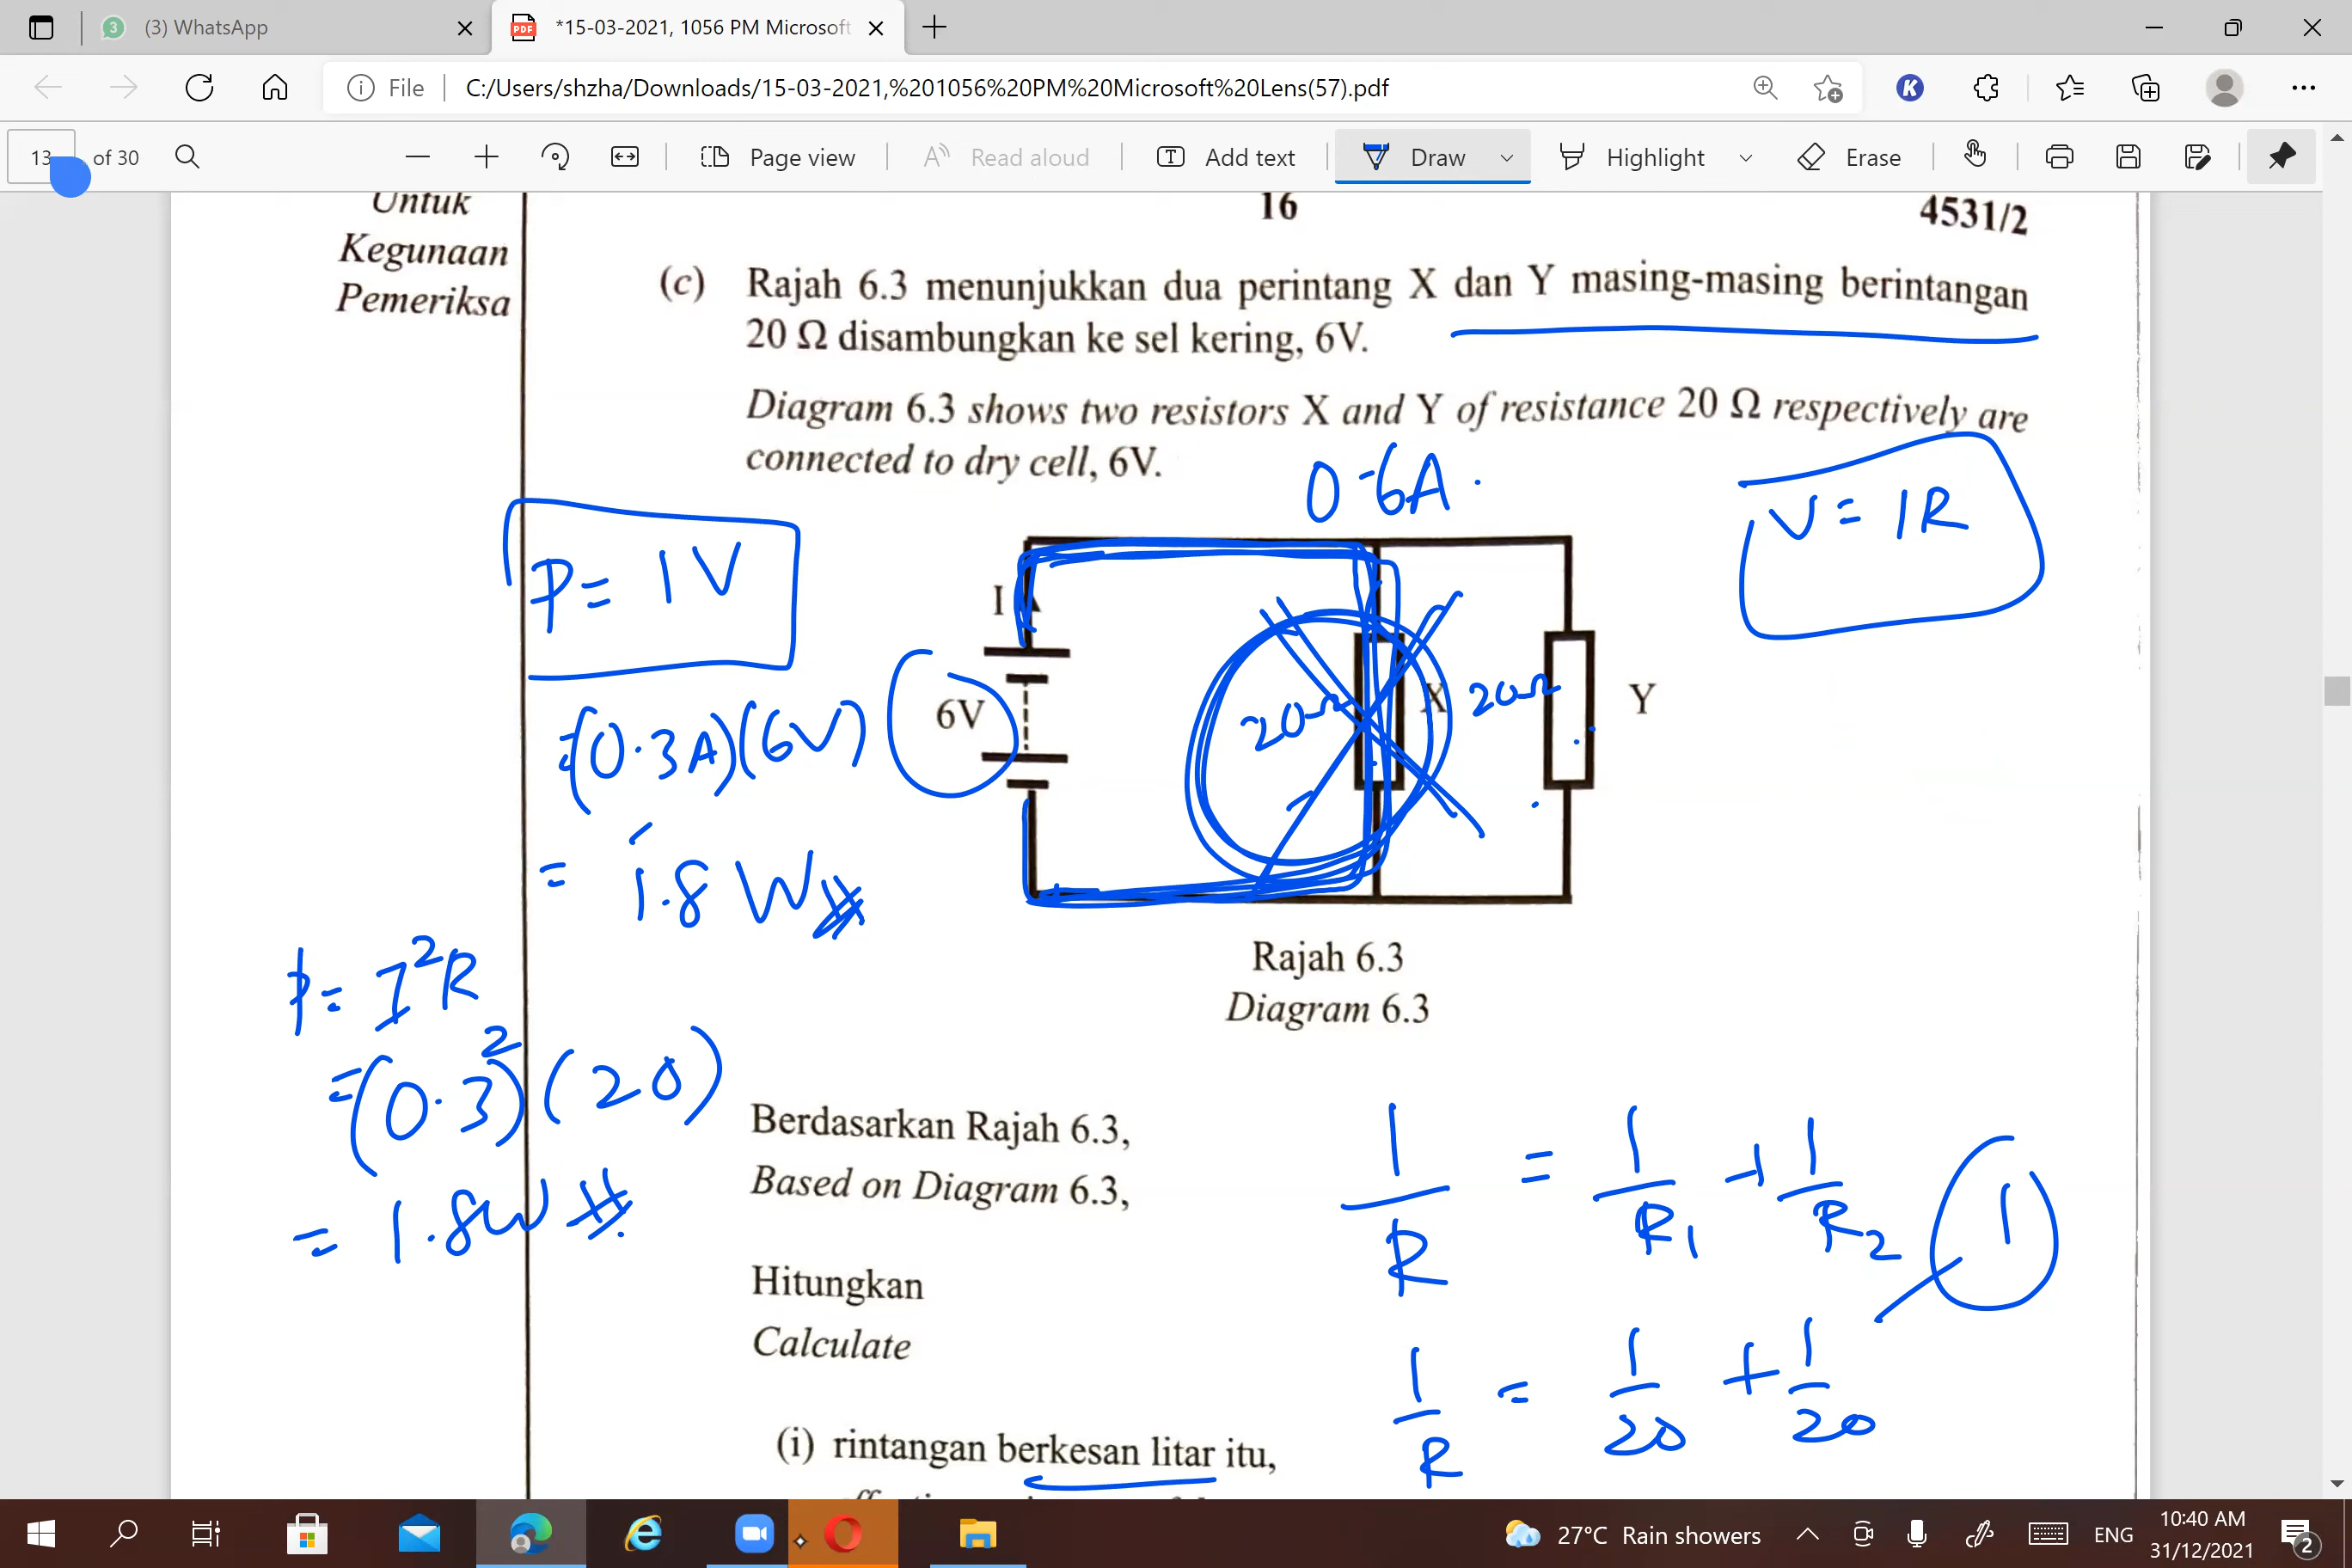 (3) WhatsApp
*15-03-2021, 1056 PM Microsoft
File
C:/Users/shzha/Downloads/15-03-2021,%201056%20PM%20Microsoft%20Lens(57).pdf
13 of 30
Page view
Read aloud
Add text
Draw
Highlight
Erase
Untuk
Kegunaan
Pemeriksa
16
4531/2
(c) Rajah 6.3 menunjukkan dua perintang X dan Y masing-masing berintangan
20 Ω disambungkan ke sel kering, 6V.
Diagram 6.3 shows two resistors X and Y of resistance 20 Ω respectively are
connected to dry cell, 6V.
0.6A.
V = IR
P = IV
= (0.3A)(6V)
= 1.8 W
I
6V
20Ω
X
20Ω
Y
P = I²R
= (0.3)² (20)
= 1.8W
Rajah 6.3
Diagram 6.3
Berdasarkan Rajah 6.3,
Based on Diagram 6.3,
Hitungkan
Calculate
1/R = 1/R1 + 1/R2
1
1/R = 1/20 + 1/20
(i) rintangan berkesan litar itu,
27°C Rain showers
ENG
10:40 AM
31/12/2021
2